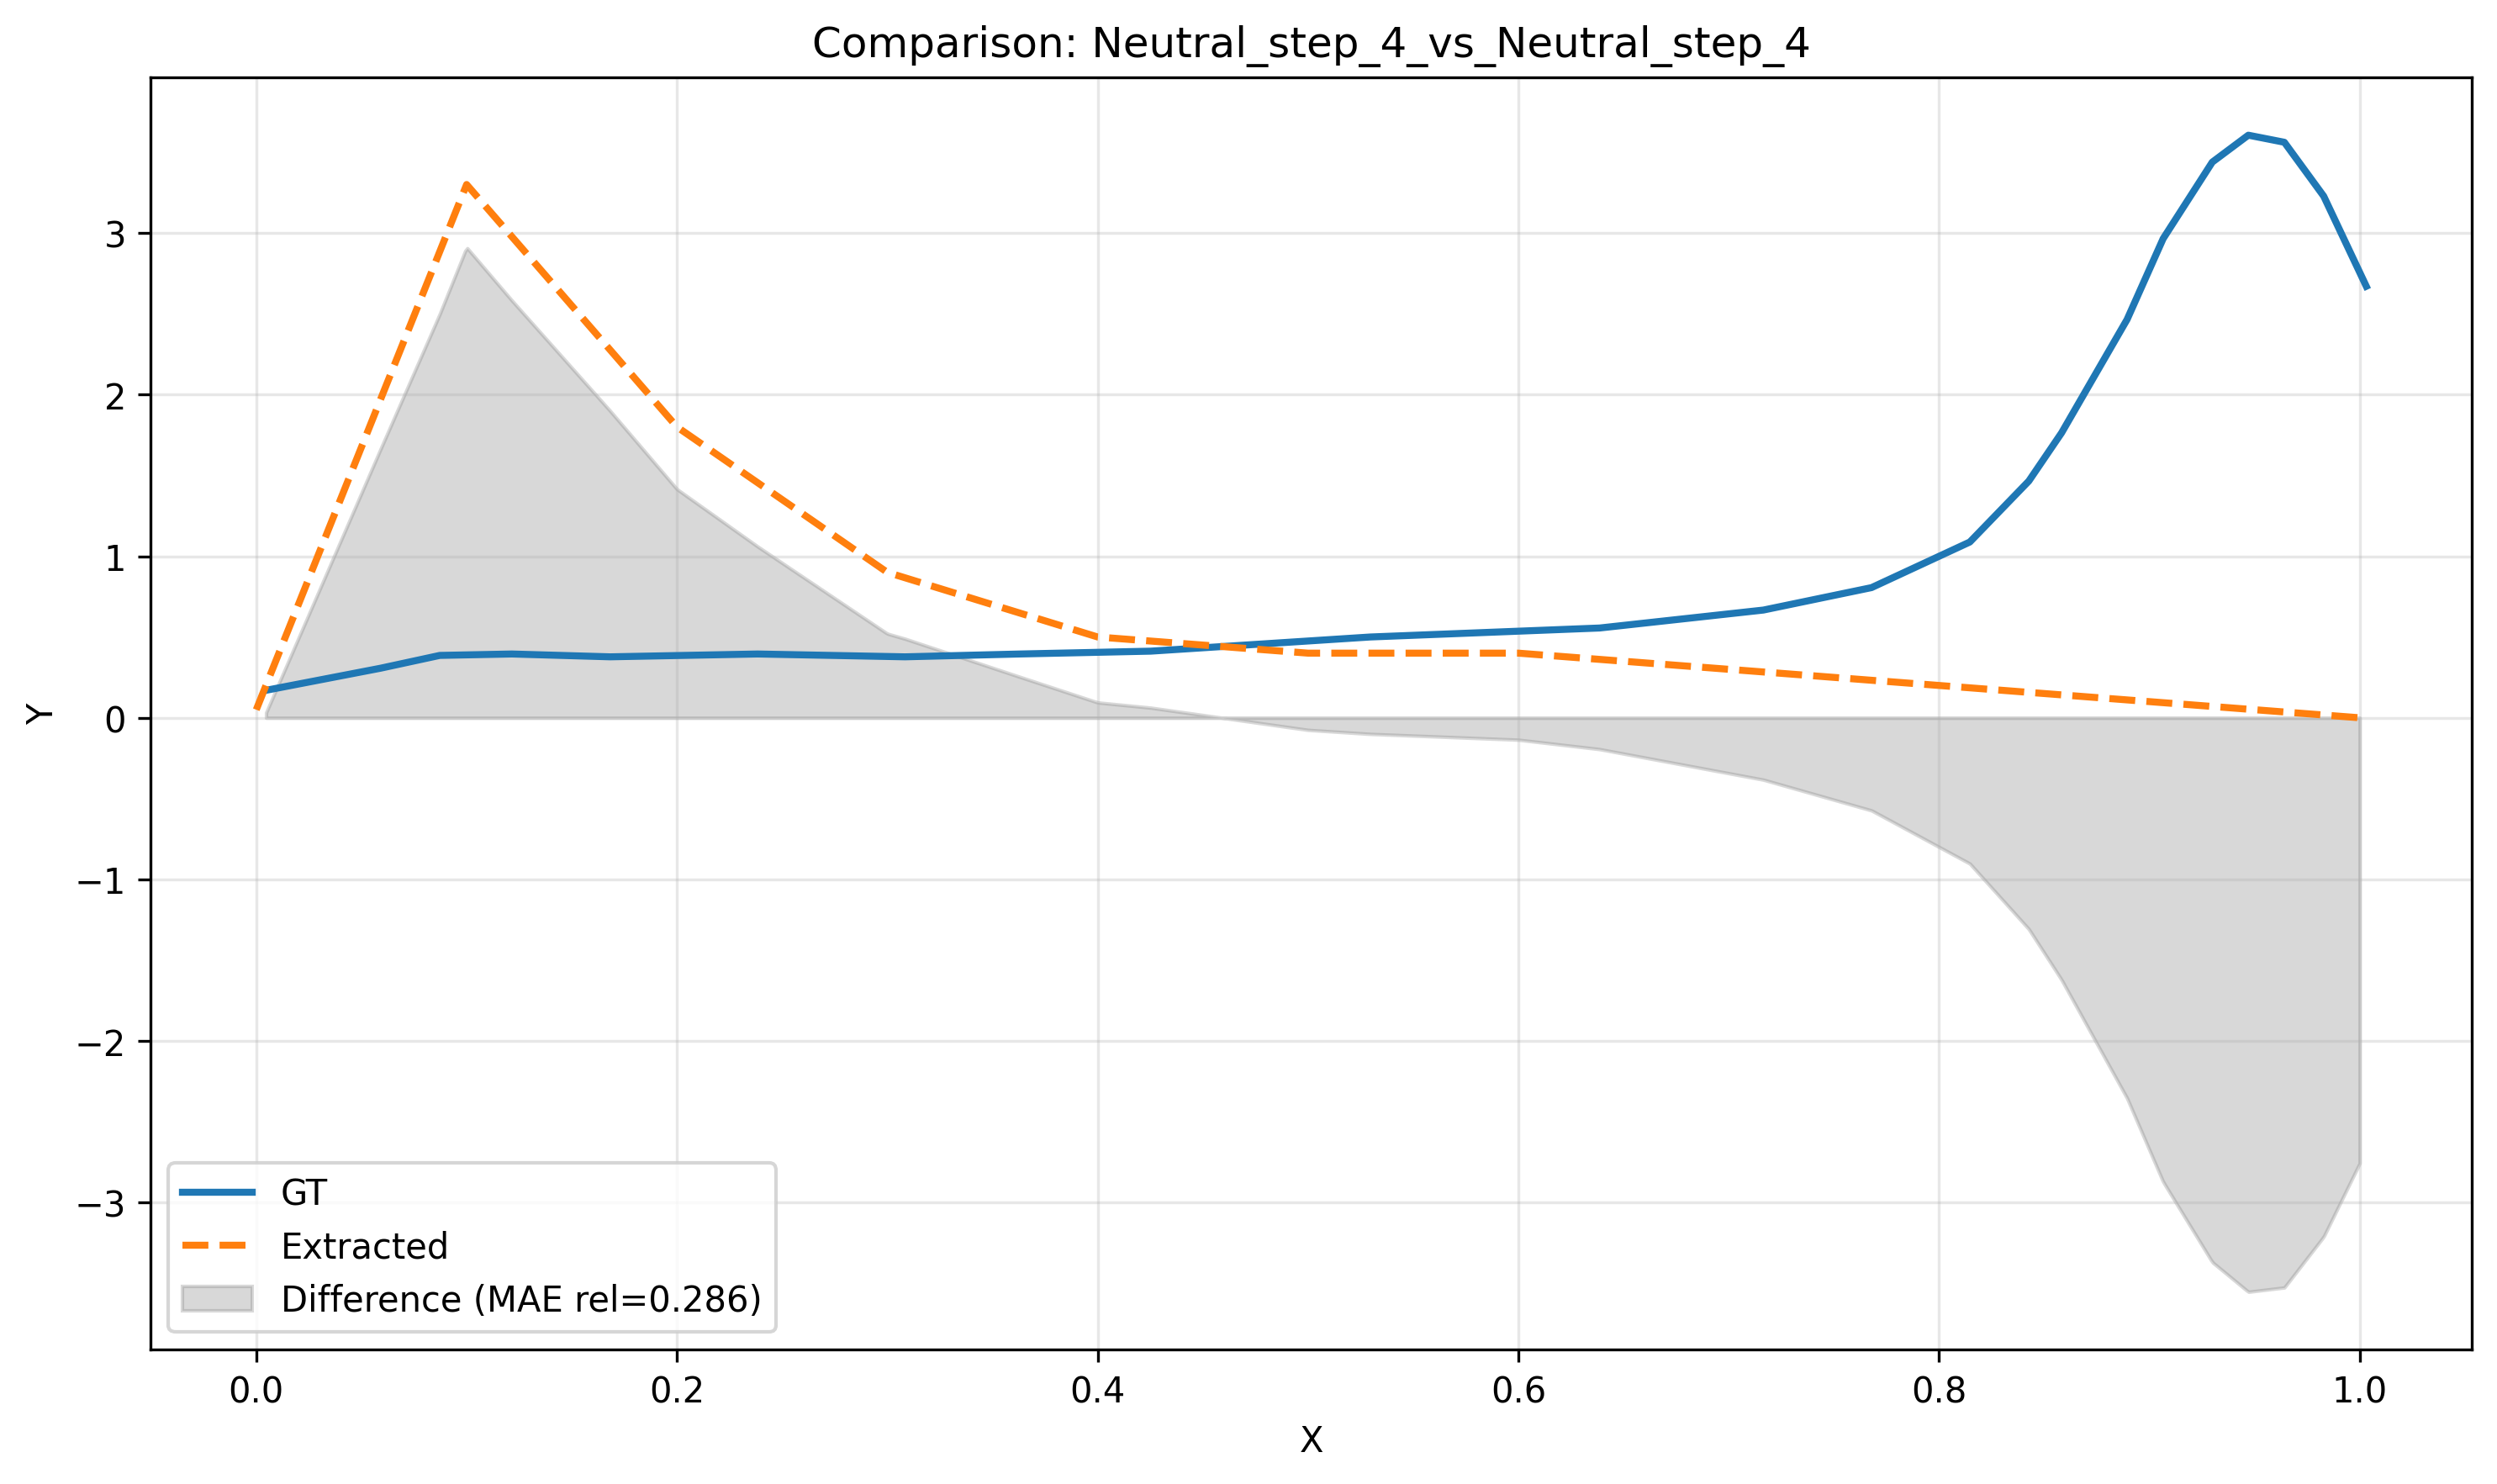 Comparison: Neutral_step_4_vs_Neutral_step_4
Y
3
2
1
0
−1
−2
−3
GT
Extracted
Difference (MAE rel=0.286)
0.0 0.2 0.4 0.6 0.8 1.0
X